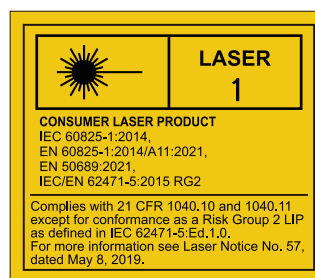 LASER
1
CONSUMER LASER PRODUCT
IEC 60825-1:2014,
EN 60825-1:2014/A11:2021,
EN 50689:2021,
IEC/EN 62471-5:2015 RG2
Complies with 21 CFR 1040.10 and 1040.11
except for conformance as a Risk Group 2 LIP
as defined in IEC 62471-5:Ed.1.0.
For more information see Laser Notice No. 57,
dated May 8, 2019.